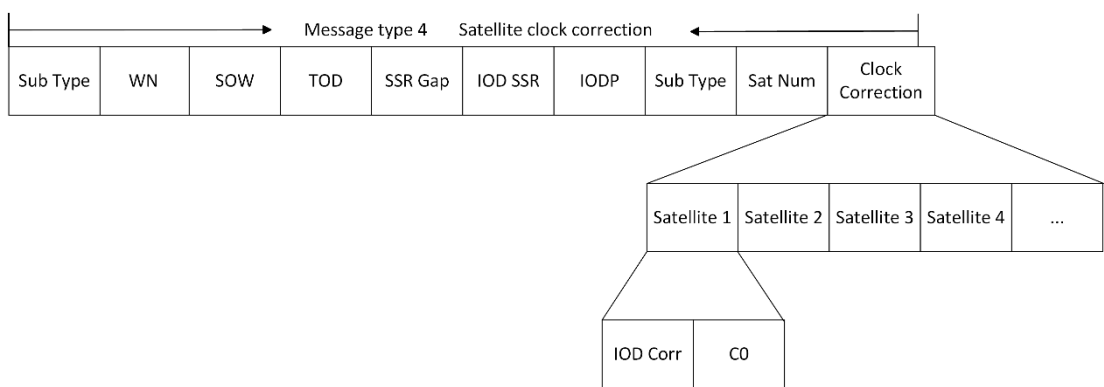 Message type 4 Satellite clock correction
Sub Type WN SOW TOD SSR Gap IOD SSR IODP Sub Type Sat Num Clock
Correction
Satellite 1 Satellite 2 Satellite 3 Satellite 4 ...
IOD Corr C0